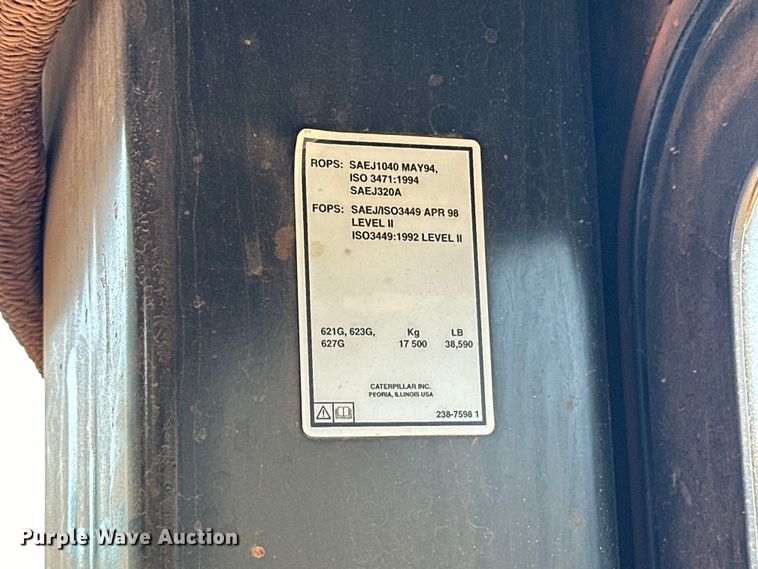 ROPS: SAEJ1040 MAY94,
ISO 3471:1994
SAEJ320A
FOPS: SAEJ/ISO3449 APR 98
LEVEL II
ISO3449:1992 LEVEL II
621G, 623G, Kg LB
627G 17 500 38,590
CATERPILLAR INC.
PEORIA, ILLINOIS USA
238-7598 1
Purple Wave Auction